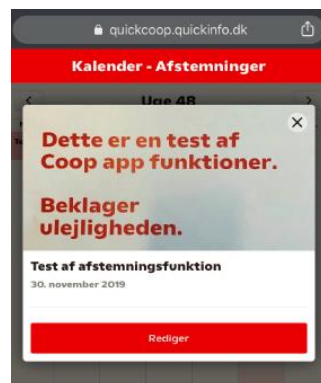 quickcoop.quickinfo.dk
Kalender - Afstemninger
Uge 48
Dette er en test af
Coop app funktioner.
Beklager
ulejligheden.
Test af afstemningsfunktion
30. november 2019
Rediger